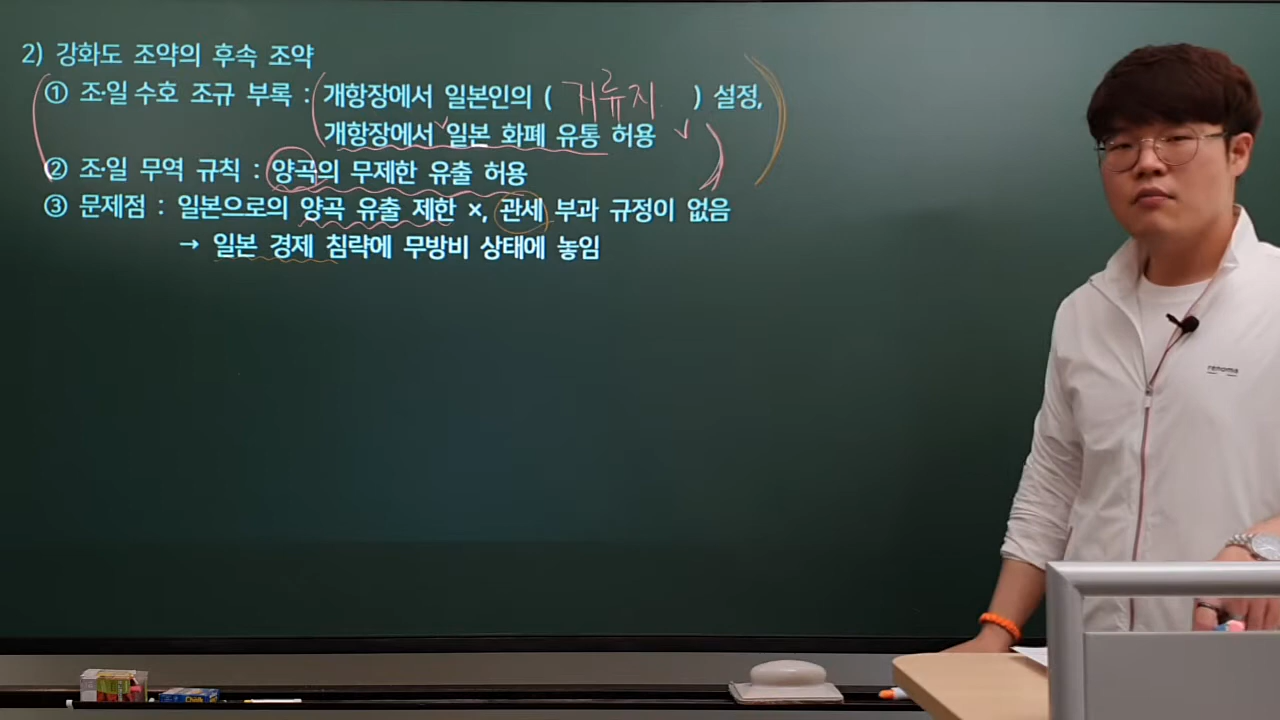 2) 강화도 조약의 후속 조약
① 조·일 수호 조규 부록 : 개항장에서 일본인의 ( 거류지 ) 설정,
개항장에서 일본 화폐 유통 허용
② 조·일 무역 규칙 : 양곡의 무제한 유출 허용
③ 문제점 : 일본으로의 양곡 유출 제한 ×, 관세 부과 규정이 없음
→ 일본 경제 침략에 무방비 상태에 놓임
renoma